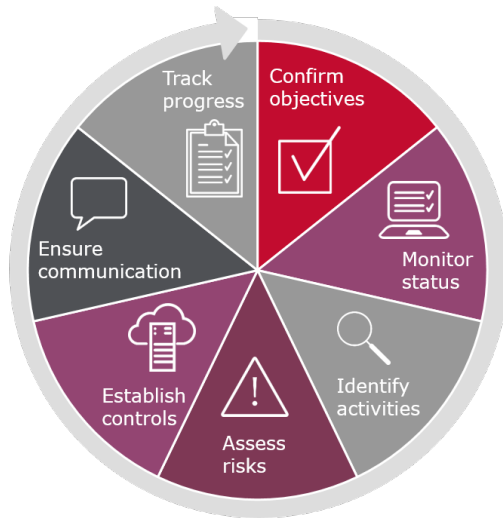 Track
progress
Confirm
objectives
Monitor
status
Identify
activities
Assess
risks
Establish
controls
Ensure
communication